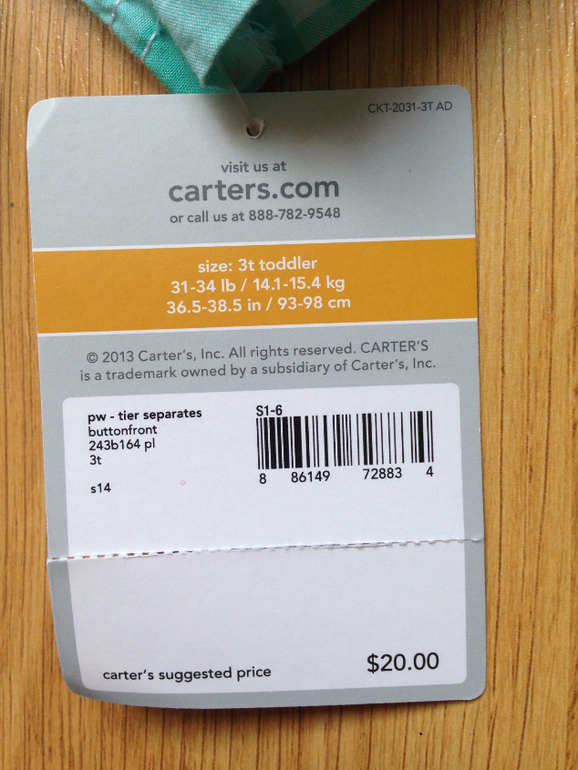 CKT-2031-3T AD
visit us at
carters.com
or call us at 888-782-9548
size: 3t toddler
31-34 lb / 14.1-15.4 kg
36.5-38.5 in / 93-98 cm
© 2013 Carter's, Inc. All rights reserved. CARTER'S
is a trademark owned by a subsidiary of Carter's, Inc.
pw - tier separates
buttonfront
243b164 pl
3t
s14
S1-6
8 86149 72883 4
carter's suggested price
$20.00